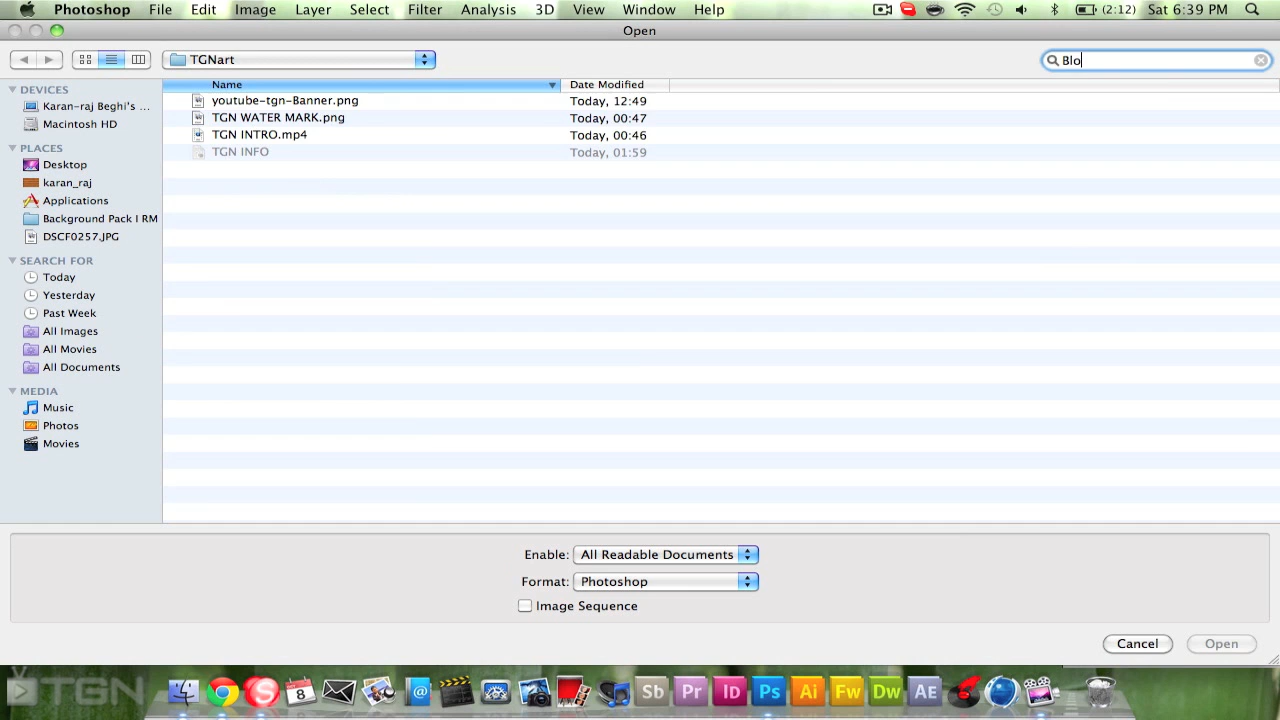 Photoshop File Edit Image Layer Select Filter Analysis 3D View Window Help (2:12) Sat 6:39 PM
Open
TGNart Blo
Name Date Modified
youtube-tgn-Banner.png Today, 12:49
TGN WATER MARK.png Today, 00:47
TGN INTRO.mp4 Today, 00:46
TGN INFO Today, 01:59
DEVICES
Karan-raj Beghi's ...
Macintosh HD
PLACES
Desktop
karan_raj
Applications
Background Pack I RM
DSCF0257.JPG
SEARCH FOR
Today
Yesterday
Past Week
All Images
All Movies
All Documents
MEDIA
Music
Photos
Movies
Enable: All Readable Documents
Format: Photoshop
Image Sequence
Cancel Open
TGN 8 Sb Pr Id Ps Ai Fw Dw AE